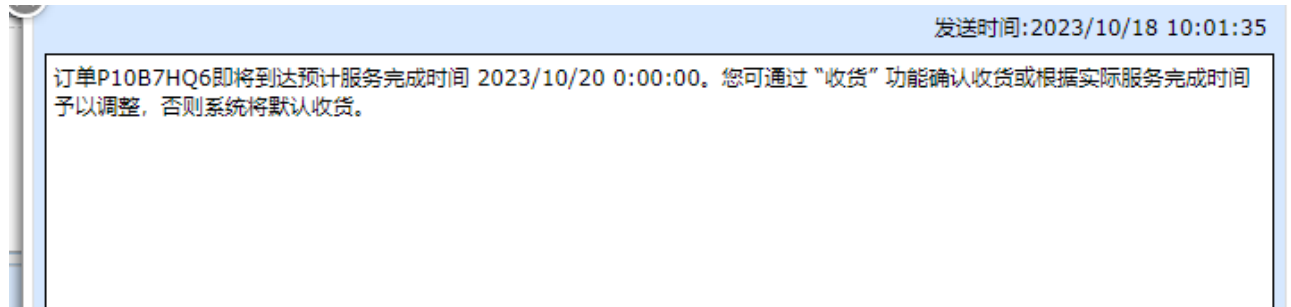 发送时间:2023/10/18 10:01:35
订单P10B7HQ6即将到达预计服务完成时间 2023/10/20 0:00:00。您可通过 “收货” 功能确认收货或根据实际服务完成时间
予以调整，否则系统将默认收货。